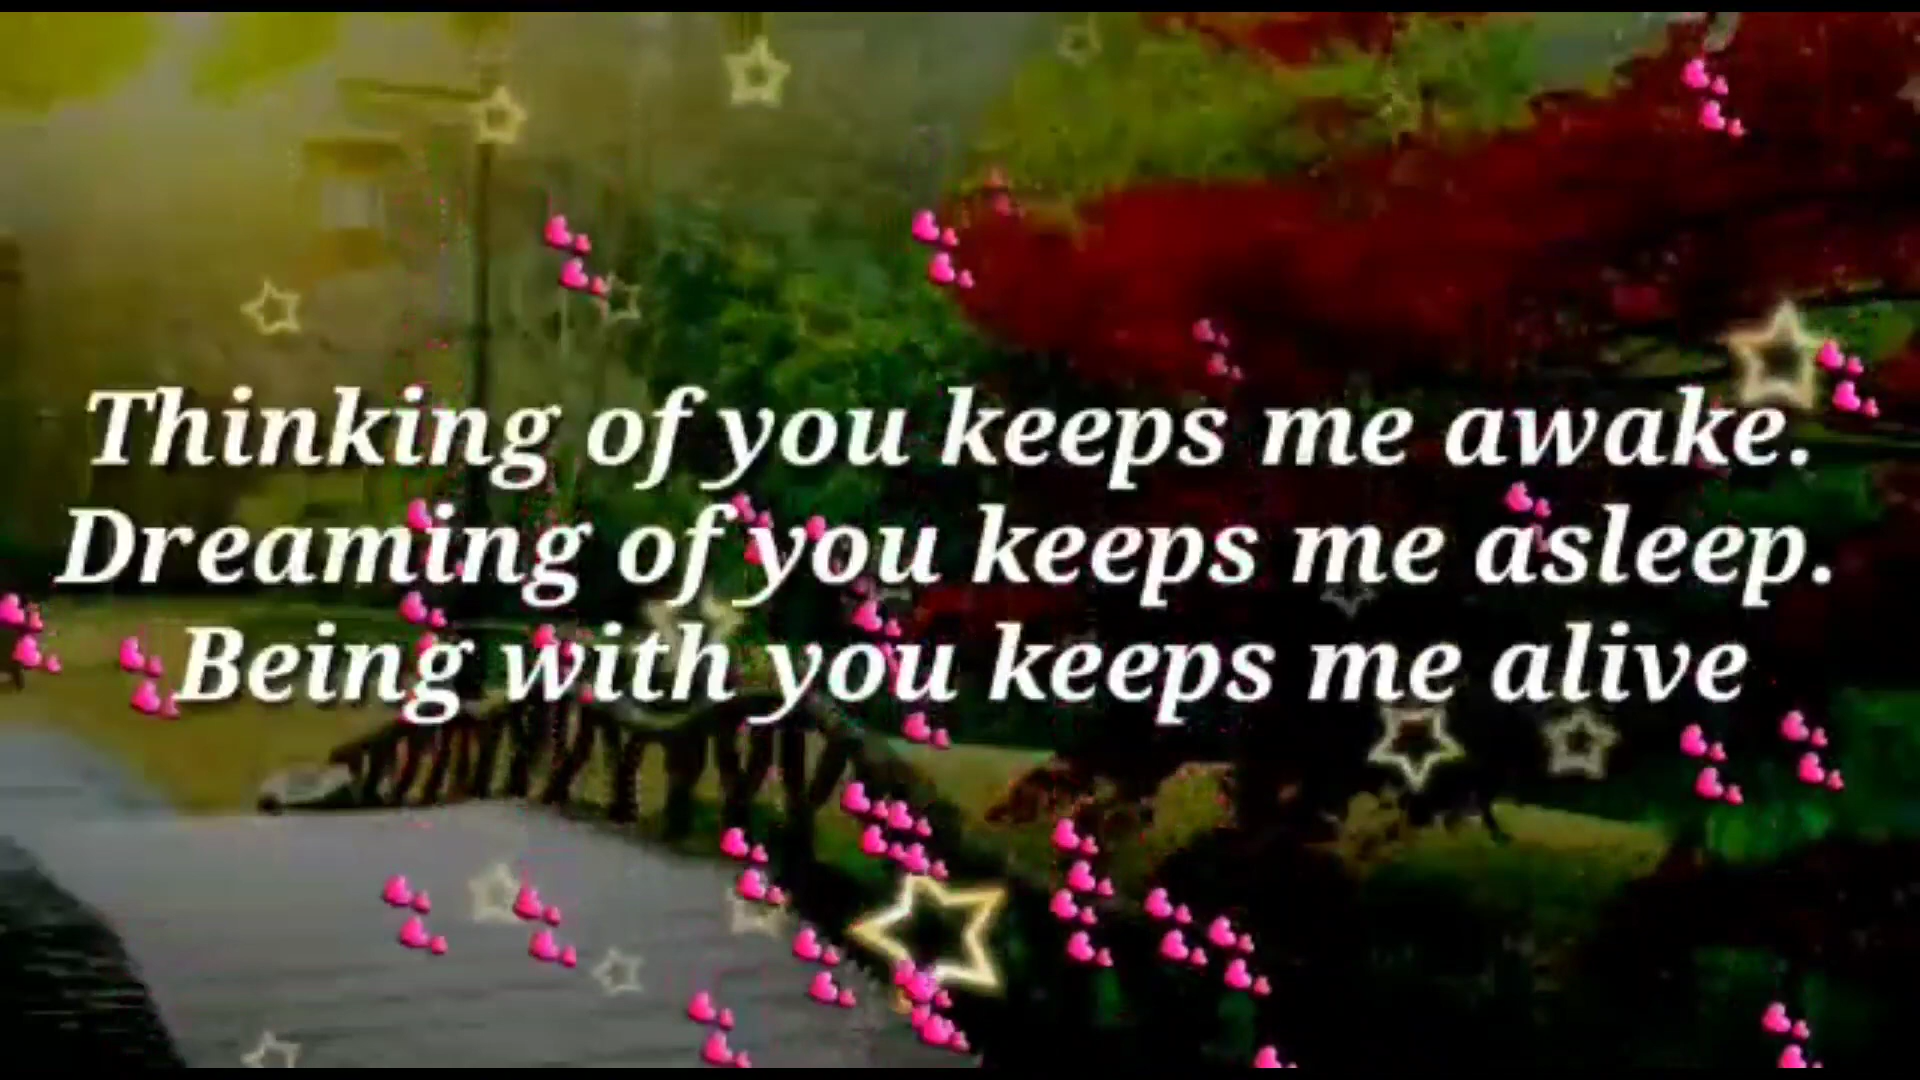 Thinking of you keeps me awake.
Dreaming of you keeps me asleep.
Being with you keeps me alive